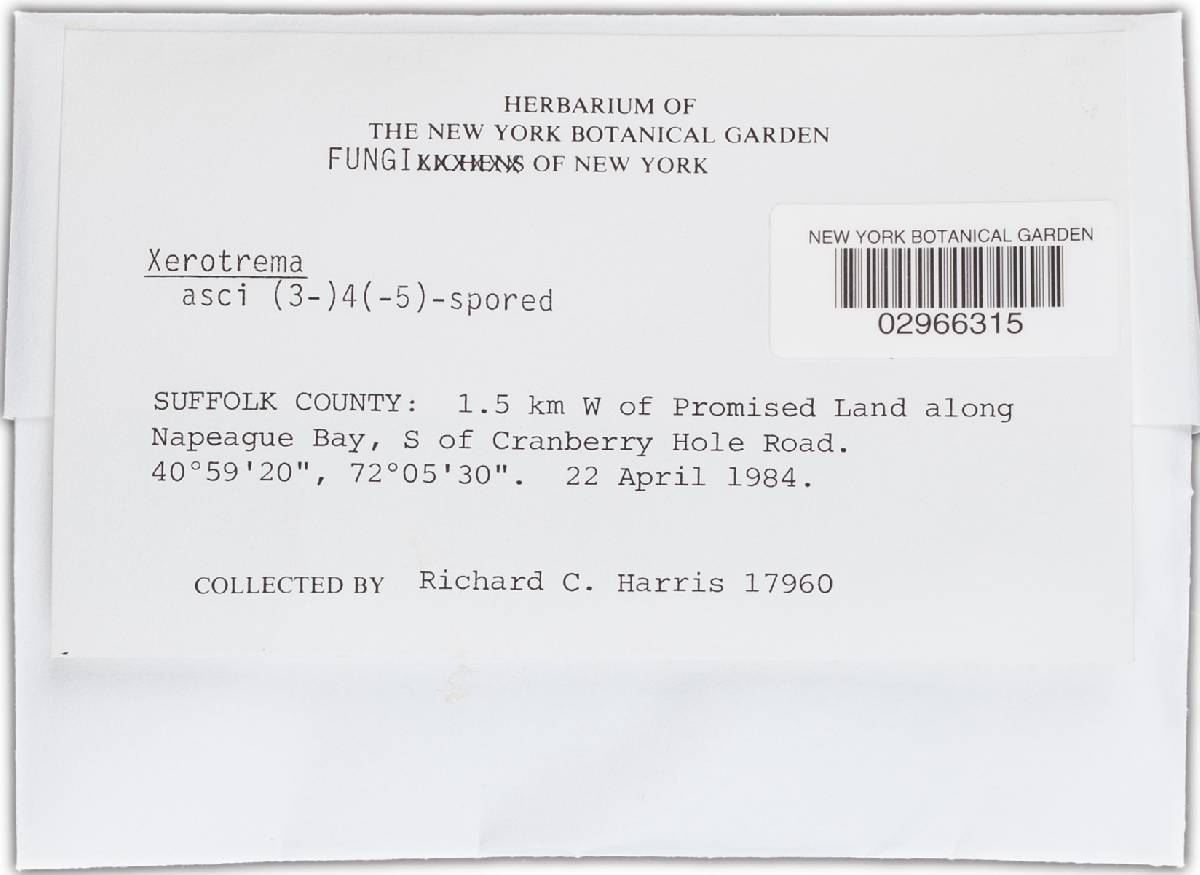 HERBARIUM OF
THE NEW YORK BOTANICAL GARDEN
FUNGI LICHENS OF NEW YORK
NEW YORK BOTANICAL GARDEN
02966315
Xerotrema
asci (3-)4(-5)-spored
SUFFOLK COUNTY: 1.5 km W of Promised Land along
Napeague Bay, S of Cranberry Hole Road.
40°59'20", 72°05'30". 22 April 1984.
COLLECTED BY Richard C. Harris 17960